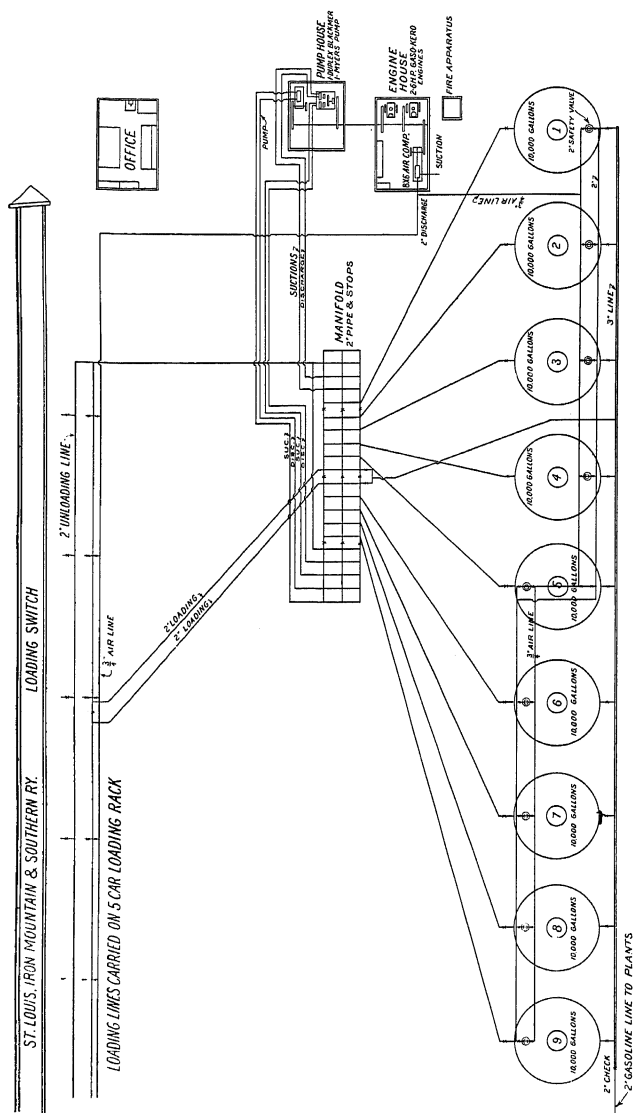 ST. LOUIS, IRON MOUNTAIN & SOUTHERN RY. LOADING SWITCH
2" UNLOADING LINE
3/4" AIR LINE
LOADING LINES CARRIED ON 5 CAR LOADING RACK
2" LOADING
2" LOADING
OFFICE
PUMP
PUMP HOUSE
1 DUPLEX BLACKMER
1-MYERS PUMP
ENGINE
HOUSE
2-6 H.P. GASO-KERO
ENGINES
8X6 AIR COMP.
SUCTION
FIRE APPARATUS
2" DISCHARGE
3/4" AIR LINE
SUCTIONS
DISCHARGE
SUC.
DISC.
SUC.
DISC.
MANIFOLD
2" PIPE & STOPS
10,000 GALLONS
1
2" SAFETY VALVE
2"
10,000 GALLONS
2
3" LINE
10,000 GALLONS
3
10,000 GALLONS
4
5
10,000 GALLONS
3/4" AIR LINE
6
10,000 GALLONS
7
10,000 GALLONS
8
10,000 GALLONS
9
10,000 GALLONS
2" CHECK
2" GASOLINE LINE TO PLANTS